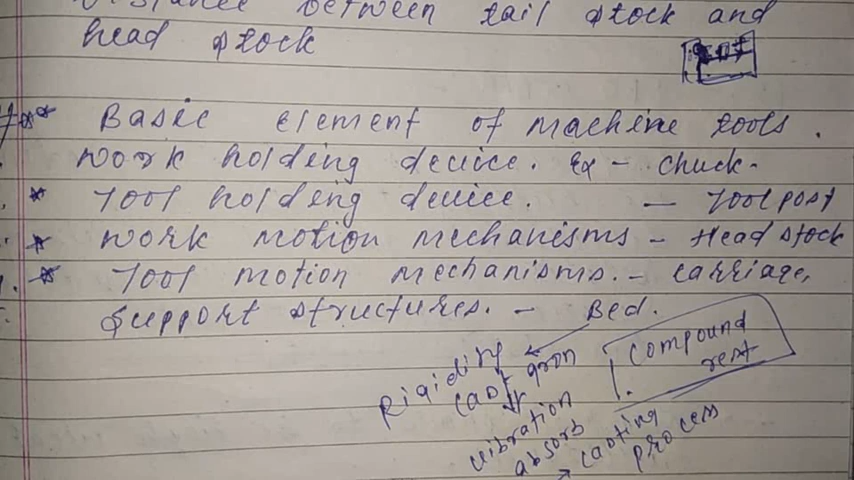 Distance between tail stock and
head stock
** Basic element of machine tools.
work holding device. Ex - chuck.
* Tool holding device. - Tool post
* work motion mechanisms - Head stock
* Tool motion mechanisms. - carriage,
Support structures. - Bed.
Rigidity
cast iron
vibration
absorb
→ casting
process
Compound
rest